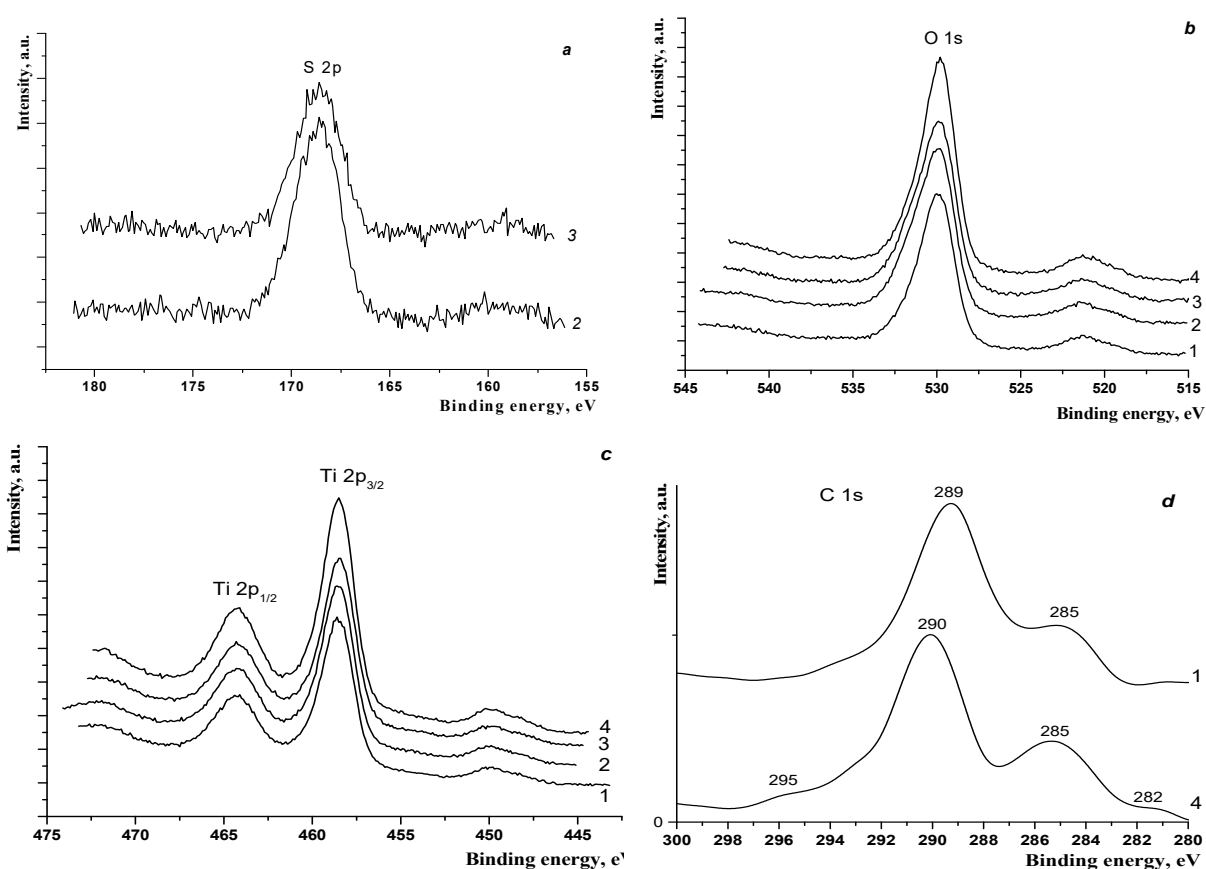 a
S 2p
Intensity, a.u.
3
2
180 175 170 165 160 155
Binding energy, eV
b
O 1s
Intensity, a.u.
4
3
2
1
545 540 535 530 525 520 515
Binding energy, eV
c
Ti 2p3/2
Intensity, a.u.
Ti 2p1/2
4
3
2
1
475 470 465 460 455 450 445
Binding energy, eV
d
C 1s
289
Intensity, a.u.
285
290
1
285
295
282
4
0
300 298 296 294 292 290 288 286 284 282 280
Binding energy, eV